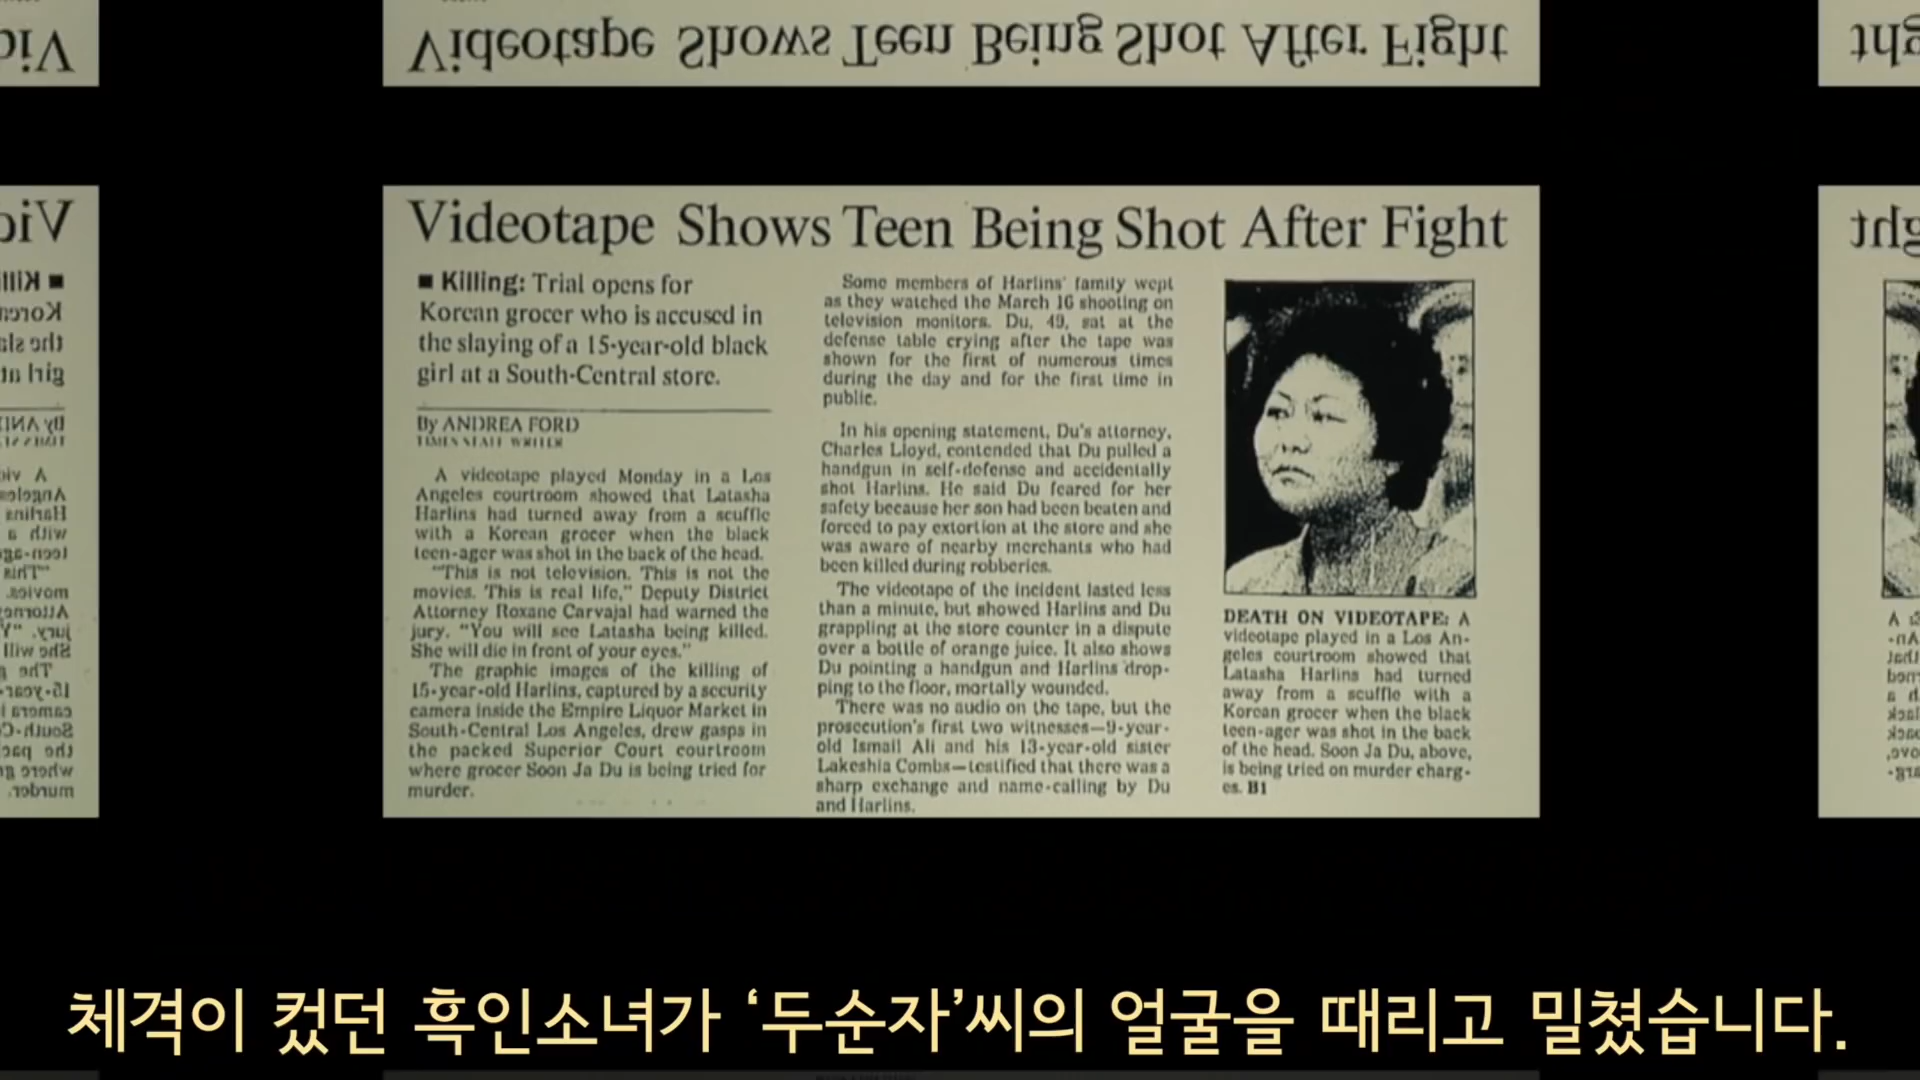 Videotape Shows Teen Being Shot After Fight
Videotape Shows Teen Being Shot After Fight
■ Killing: Trial opens for
Korean grocer who is accused in
the slaying of a 15-year-old black
girl at a South-Central store.
By ANDREA FORD
TIMES STAFF WRITER
A videotape played Monday in a Los
Angeles courtroom showed that Latasha
Harlins had turned away from a scuffle
with a Korean grocer when the black
teen-ager was shot in the back of the head.
"This is not television. This is not the
movies. This is real life," Deputy District
Attorney Roxane Carvajal had warned the
jury. "You will see Latasha being killed.
She will die in front of your eyes."
The graphic images of the killing of
15-year-old Harlins, captured by a security
camera inside the Empire Liquor Market in
South-Central Los Angeles, drew gasps in
the packed Superior Court courtroom
where grocer Soon Ja Du is being tried for
murder.
Some members of Harlins' family wept
as they watched the March 16 shooting on
television monitors. Du, 49, sat at the
defense table crying after the tape was
shown for the first of numerous times
during the day and for the first time in
public.
In his opening statement, Du's attorney,
Charles Lloyd, contended that Du pulled a
handgun in self-defense and accidentally
shot Harlins. He said Du feared for her
safety because her son had been beaten and
forced to pay extortion at the store and she
was aware of nearby merchants who had
been killed during robberies.
The videotape of the incident lasted less
than a minute, but showed Harlins and Du
grappling at the store counter in a dispute
over a bottle of orange juice. It also shows
Du pointing a handgun and Harlins drop-
ping to the floor, mortally wounded.
There was no audio on the tape, but the
prosecution's first two witnesses—9-year-
old Ismail Ali and his 13-year-old sister
Lakeshia Combs—testified that there was a
sharp exchange and name-calling by Du
and Harlins.
DEATH ON VIDEOTAPE: A
videotape played in a Los An-
geles courtroom showed that
Latasha Harlins had turned
away from a scuffle with a
Korean grocer when the black
teen-ager was shot in the back
of the head. Soon Ja Du, above,
is being tried on murder charg-
es. B1
체격이 컸던 흑인소녀가 ‘두순자’씨의 얼굴을 때리고 밀쳤습니다.